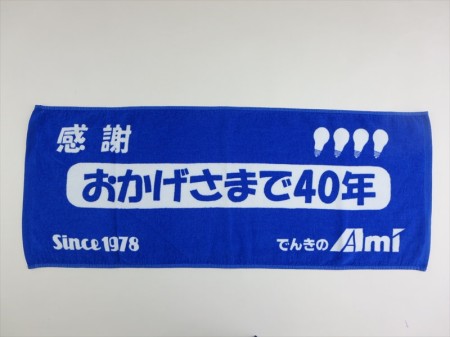 感謝
おかげさまで40年
Since 1978
でんきのAmi